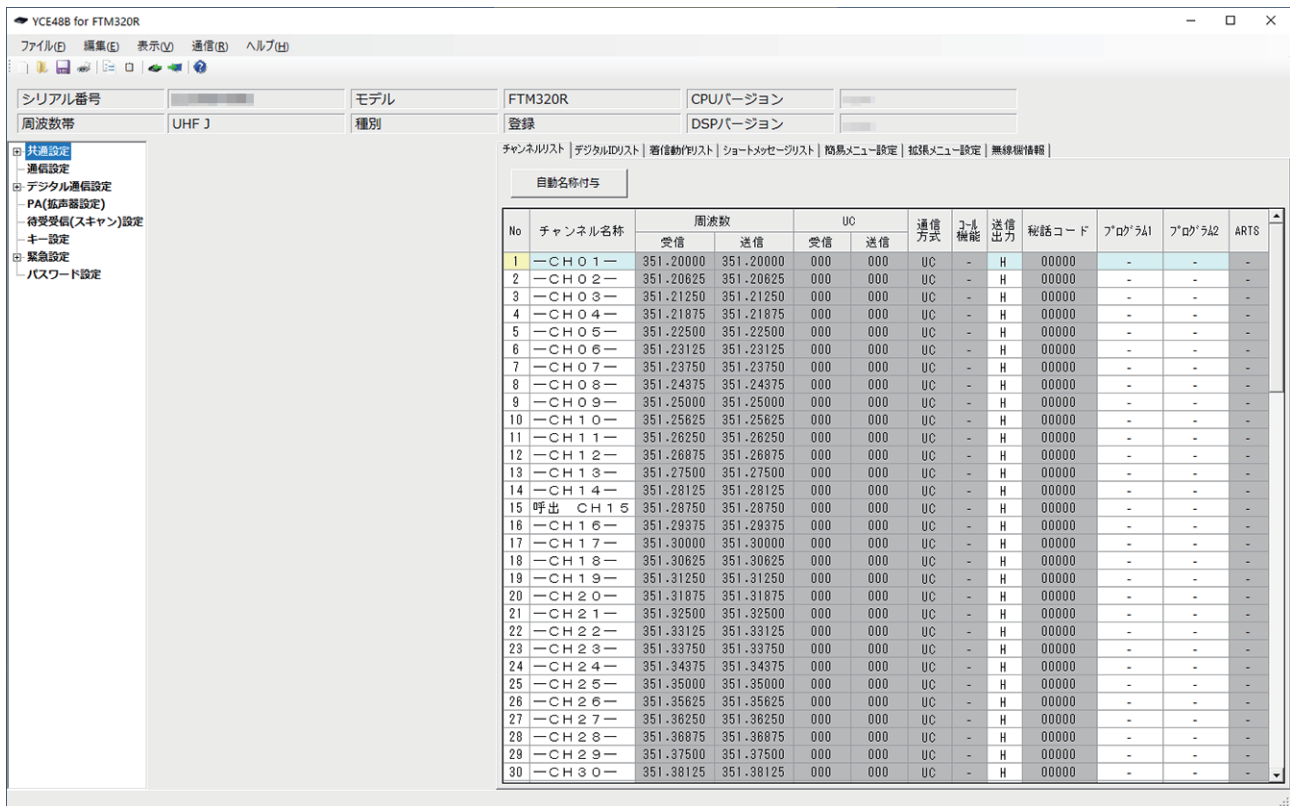 YCE48B for FTM320R
ファイル(F) 編集(E) 表示(V) 通信(R) ヘルプ(H)
シリアル番号 モデル FTM320R CPUバージョン
周波数帯 UHF J 種別 登録 DSPバージョン
共通設定
通信設定
デジタル通信設定
PA(拡声器設定)
待受受信(スキャン)設定
キー設定
緊急設定
パスワード設定
チャンネルリスト デジタルIDリスト 着信動作リスト ショートメッセージリスト 簡易メニュー設定 拡張メニュー設定 無線機情報
自動名称付与
No チャンネル名称 周波数 UC 通信方式 コール機能 送信出力 秘話コード プログラム1 プログラム2 ARTS
受信 送信 受信 送信
1 ーCH01ー 351.20000 351.20000 000 000 UC - H 00000 - - -
2 ーCH02ー 351.20625 351.20625 000 000 UC - H 00000 - - -
3 ーCH03ー 351.21250 351.21250 000 000 UC - H 00000 - - -
4 ーCH04ー 351.21875 351.21875 000 000 UC - H 00000 - - -
5 ーCH05ー 351.22500 351.22500 000 000 UC - H 00000 - - -
6 ーCH06ー 351.23125 351.23125 000 000 UC - H 00000 - - -
7 ーCH07ー 351.23750 351.23750 000 000 UC - H 00000 - - -
8 ーCH08ー 351.24375 351.24375 000 000 UC - H 00000 - - -
9 ーCH09ー 351.25000 351.25000 000 000 UC - H 00000 - - -
10 ーCH10ー 351.25625 351.25625 000 000 UC - H 00000 - - -
11 ーCH11ー 351.26250 351.26250 000 000 UC - H 00000 - - -
12 ーCH12ー 351.26875 351.26875 000 000 UC - H 00000 - - -
13 ーCH13ー 351.27500 351.27500 000 000 UC - H 00000 - - -
14 ーCH14ー 351.28125 351.28125 000 000 UC - H 00000 - - -
15 呼出 CH15 351.28750 351.28750 000 000 UC - H 00000 - - -
16 ーCH16ー 351.29375 351.29375 000 000 UC - H 00000 - - -
17 ーCH17ー 351.30000 351.30000 000 000 UC - H 00000 - - -
18 ーCH18ー 351.30625 351.30625 000 000 UC - H 00000 - - -
19 ーCH19ー 351.31250 351.31250 000 000 UC - H 00000 - - -
20 ーCH20ー 351.31875 351.31875 000 000 UC - H 00000 - - -
21 ーCH21ー 351.32500 351.32500 000 000 UC - H 00000 - - -
22 ーCH22ー 351.33125 351.33125 000 000 UC - H 00000 - - -
23 ーCH23ー 351.33750 351.33750 000 000 UC - H 00000 - - -
24 ーCH24ー 351.34375 351.34375 000 000 UC - H 00000 - - -
25 ーCH25ー 351.35000 351.35000 000 000 UC - H 00000 - - -
26 ーCH26ー 351.35625 351.35625 000 000 UC - H 00000 - - -
27 ーCH27ー 351.36250 351.36250 000 000 UC - H 00000 - - -
28 ーCH28ー 351.36875 351.36875 000 000 UC - H 00000 - - -
29 ーCH29ー 351.37500 351.37500 000 000 UC - H 00000 - - -
30 ーCH30ー 351.38125 351.38125 000 000 UC - H 00000 - - -